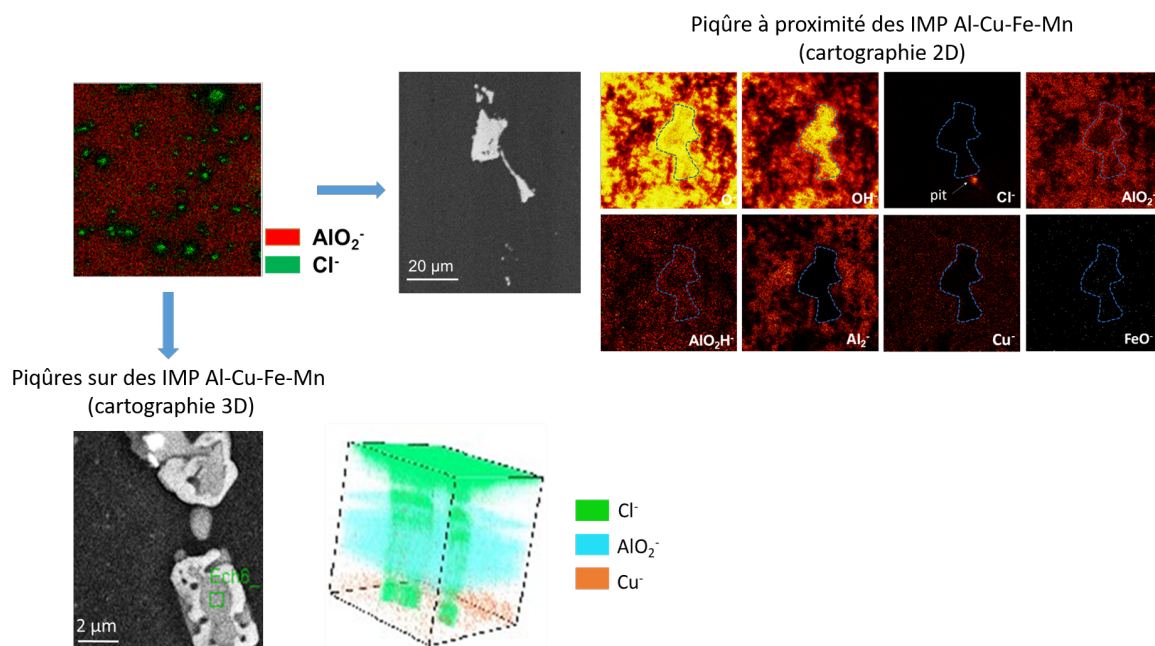 Piqûre à proximité des IMP Al-Cu-Fe-Mn
(cartographie 2D)
AlO₂⁻
Cl⁻
20 µm
O⁻
OH⁻
pit
Cl⁻
AlO₂⁻
AlO₂H⁻
Al₂⁻
Cu⁻
FeO⁻
Piqûres sur des IMP Al-Cu-Fe-Mn
(cartographie 3D)
Ech6_
2 µm
Cl⁻
AlO₂⁻
Cu⁻